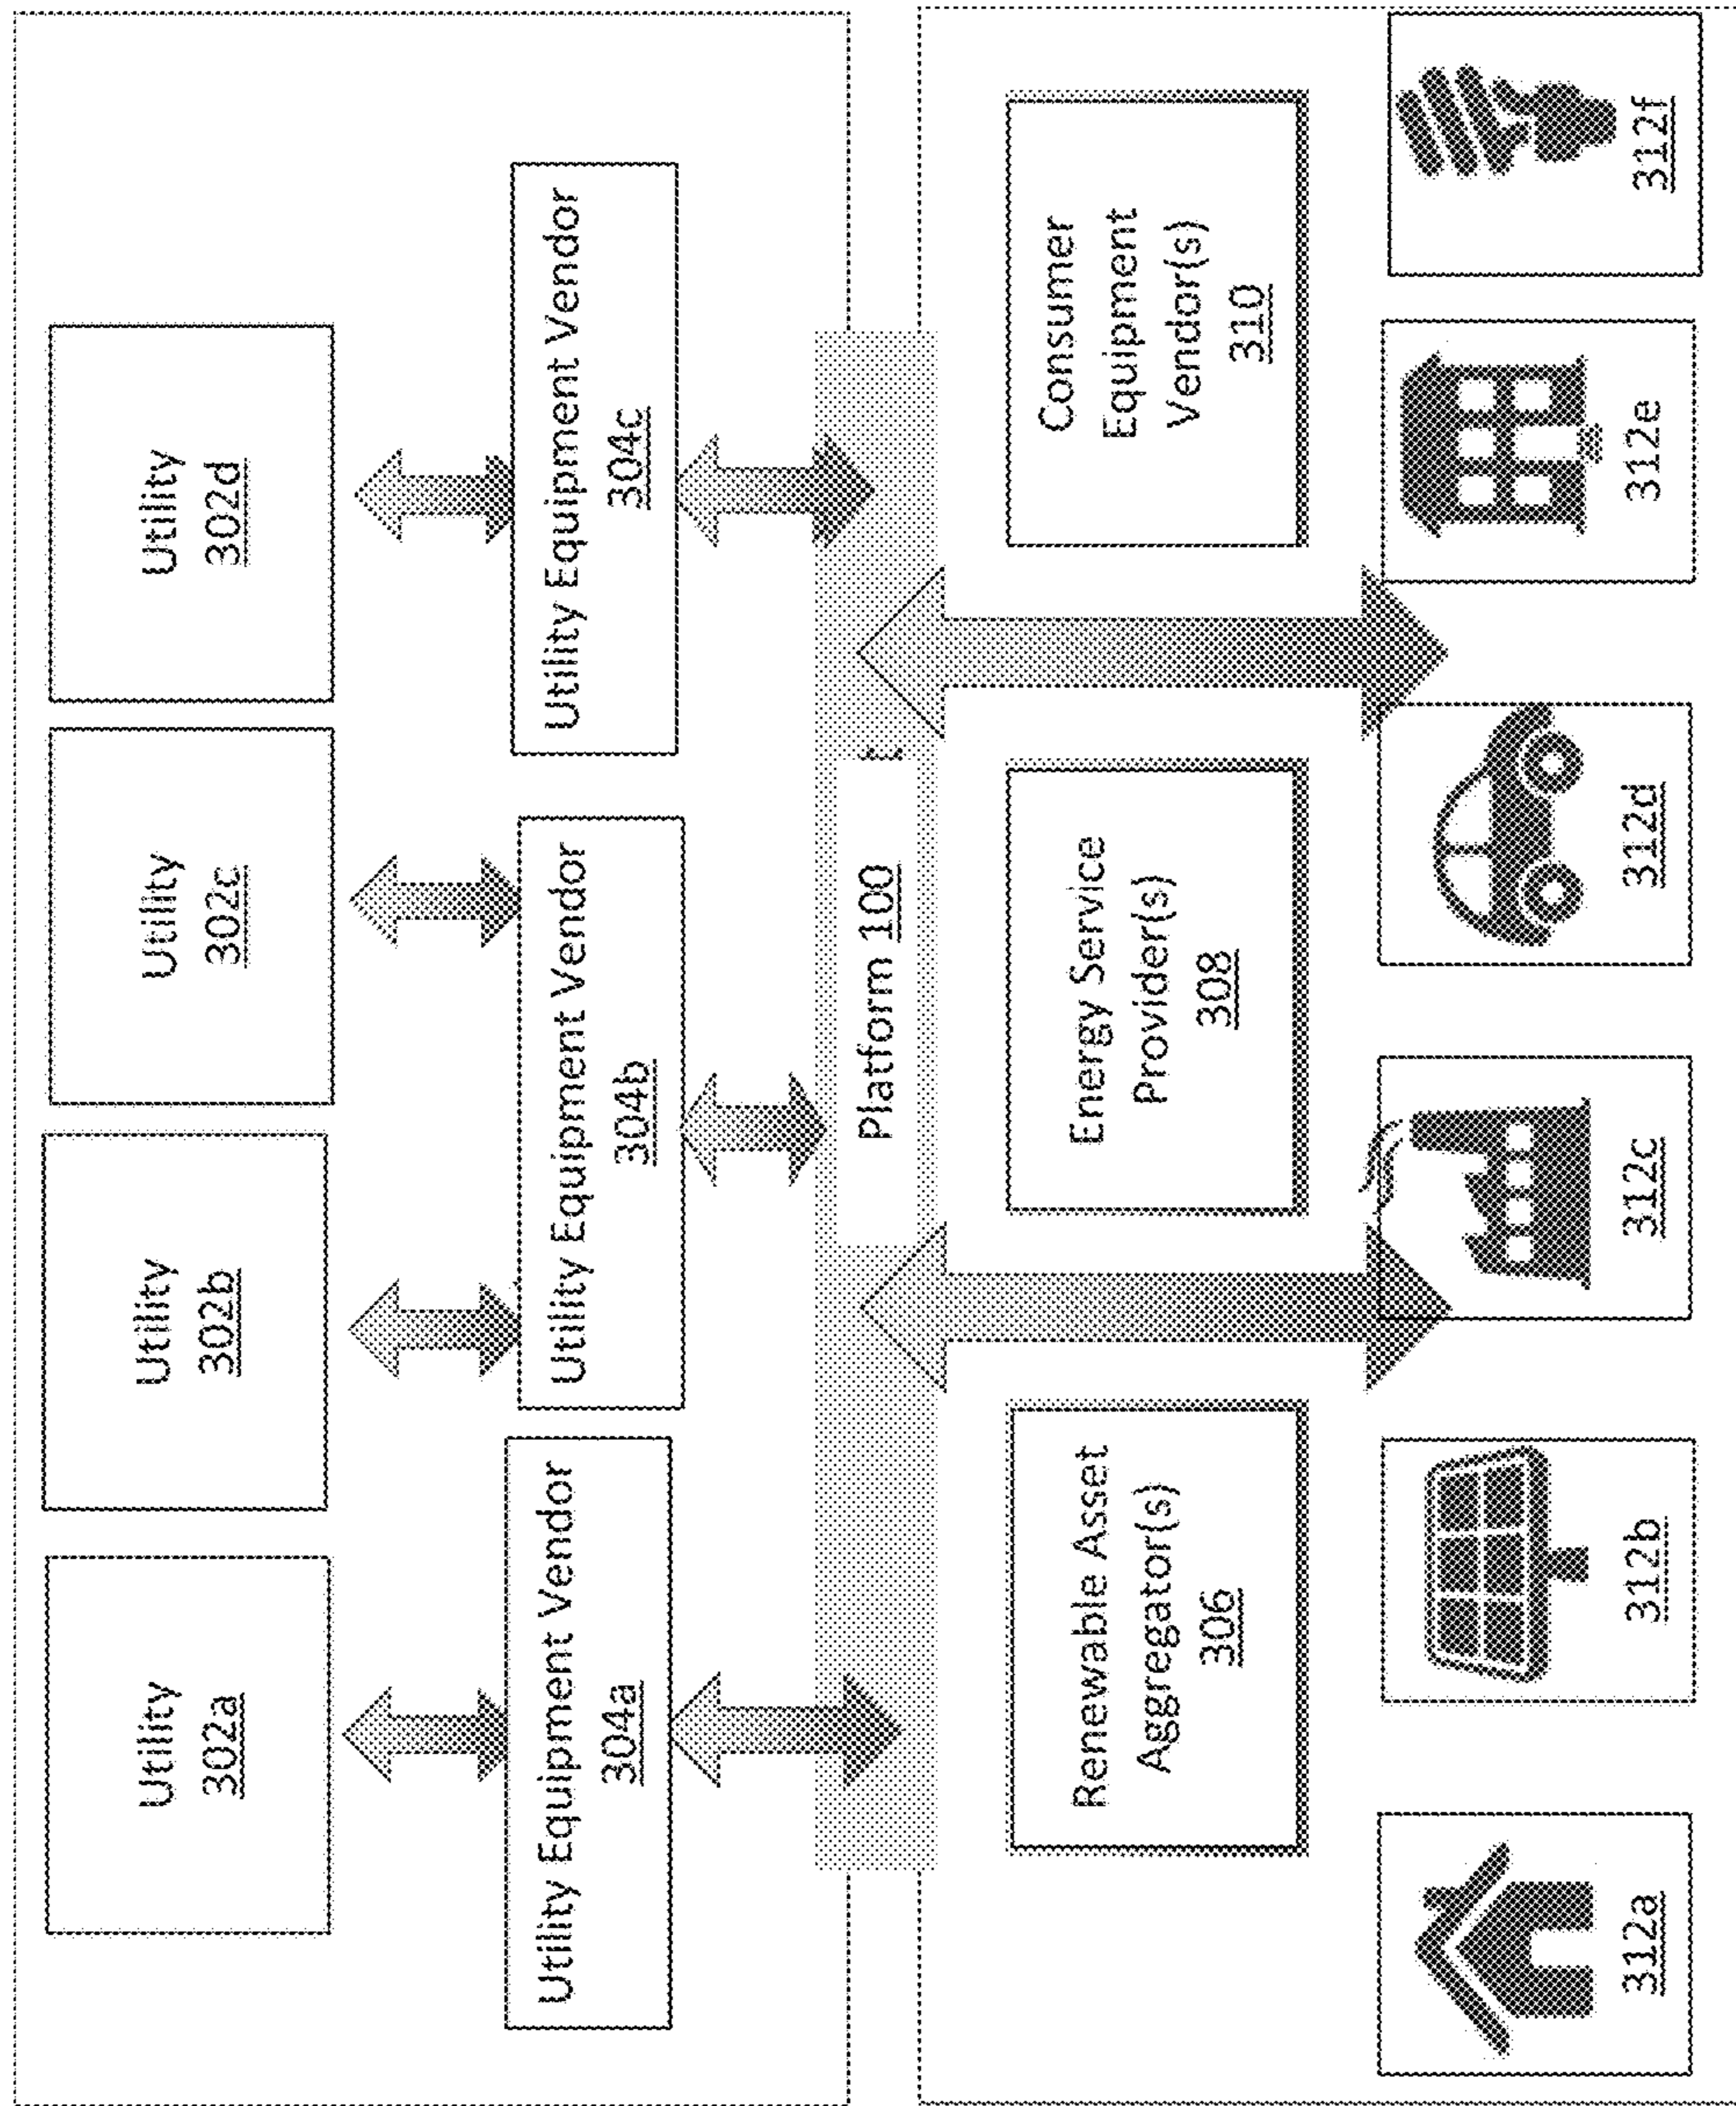 Utility
302a
Utility
302b
Utility
302c
Utility
302d
Utility Equipment Vendor
304a
Utility Equipment Vendor
304b
Utility Equipment Vendor
304c
Platform 100
Renewable Asset
Aggregator(s)
306
Energy Service
Provider(s)
308
Consumer
Equipment
Vendor(s)
310
312a
312b
312c
312d
312e
312f